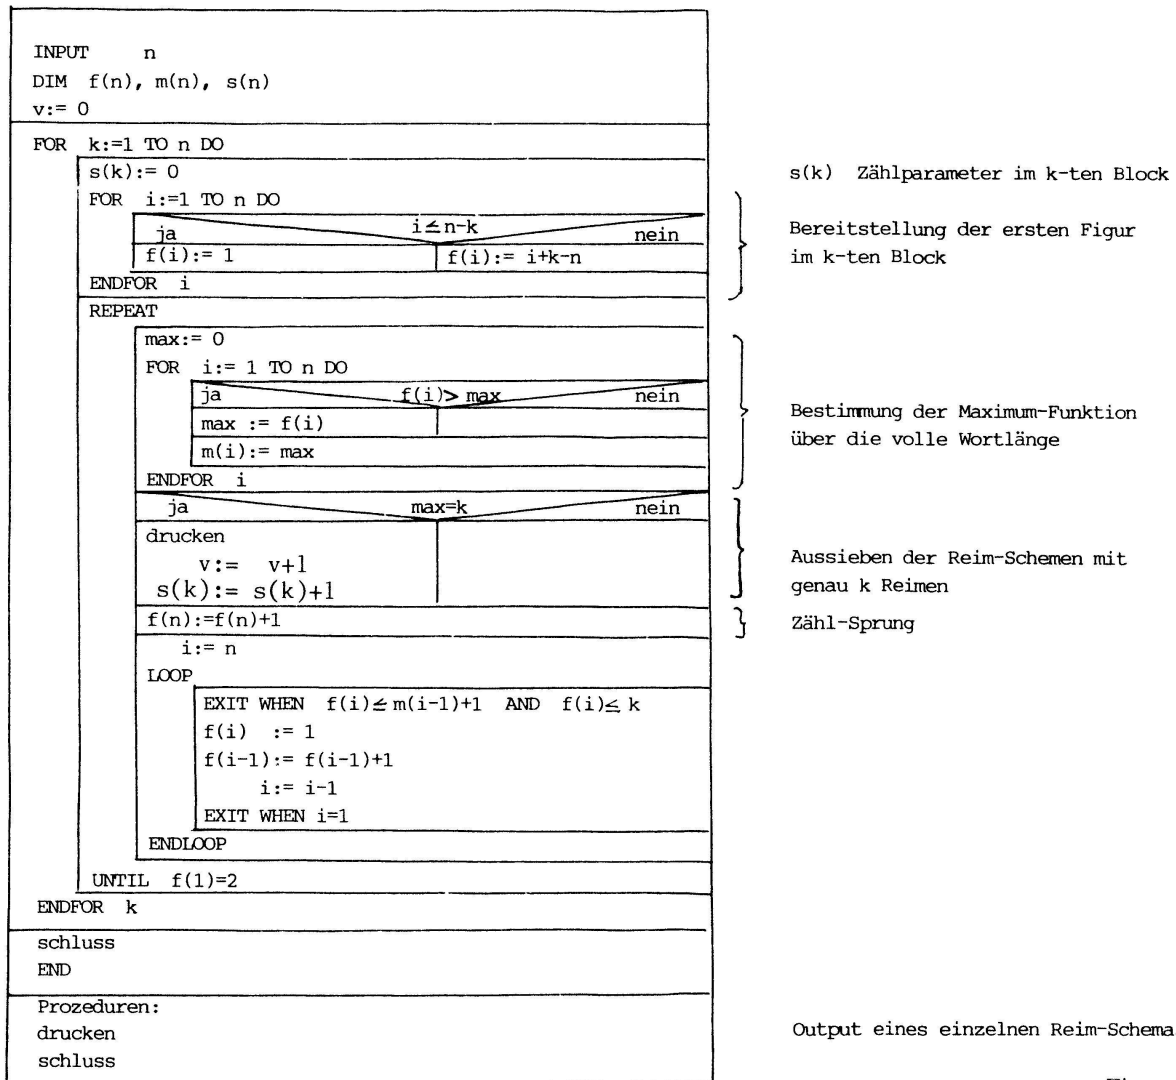 INPUT n
DIM f(n), m(n), s(n)
v:= 0
FOR k:=1 TO n DO
s(k):= 0
s(k) Zählparameter im k-ten Block
FOR i:=1 TO n DO
ja i≤n-k nein
f(i):= 1 f(i):= i+k-n
Bereitstellung der ersten Figur
im k-ten Block
ENDFOR i
REPEAT
max:= 0
FOR i:= 1 TO n DO
ja f(i)> max nein
max := f(i)
m(i):= max
Bestimmung der Maximum-Funktion
über die volle Wortlänge
ENDFOR i
ja max=k nein
drucken
v:= v+1
s(k):= s(k)+1
Aussieben der Reim-Schemen mit
genau k Reimen
f(n):=f(n)+1
Zähl-Sprung
i:= n
LOOP
EXIT WHEN f(i)≤m(i-1)+1 AND f(i)≤ k
f(i) := 1
f(i-1):= f(i-1)+1
i:= i-1
EXIT WHEN i=1
ENDLOOP
UNTIL f(1)=2
ENDFOR k
schluss
END
Prozeduren:
drucken
Output eines einzelnen Reim-Schema
schluss